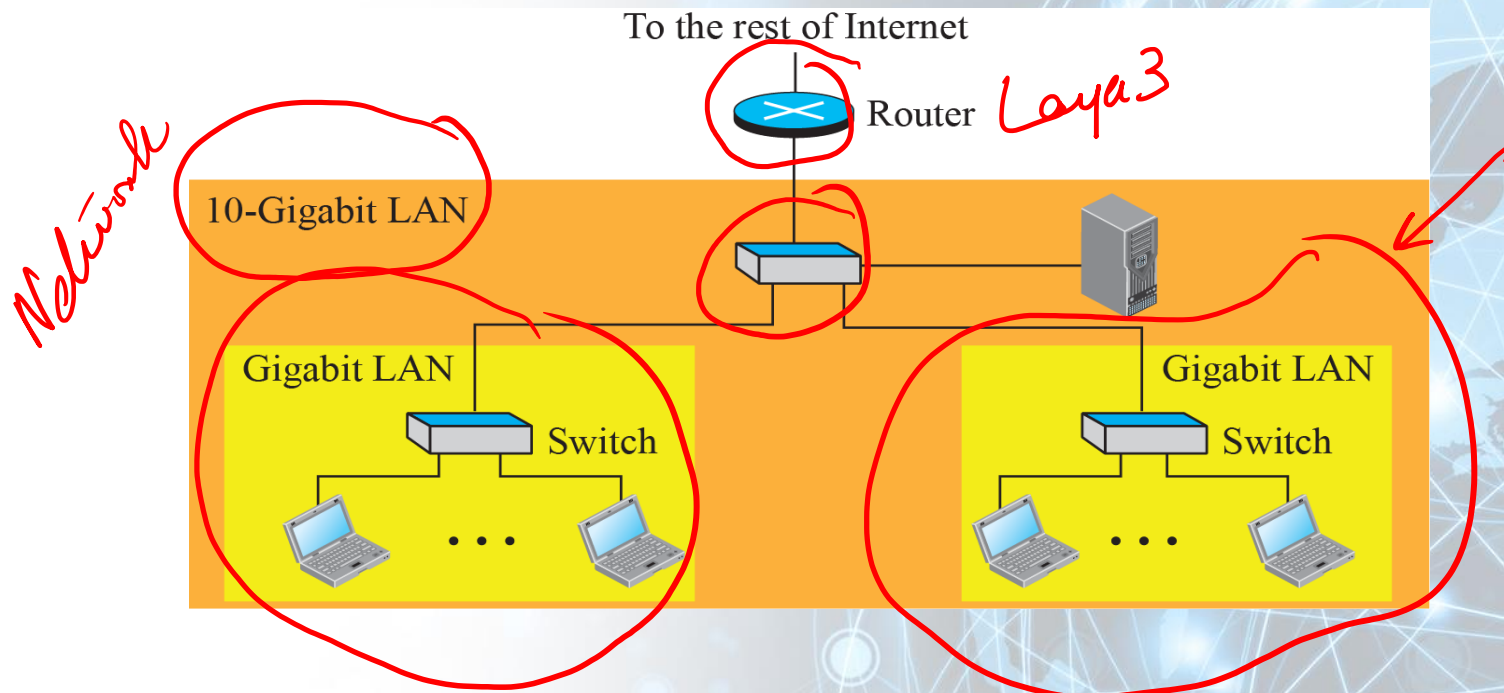 To the rest of Internet
Router Laya3
Network
10-Gigabit LAN
Gigabit LAN
Gigabit LAN
Switch
Switch